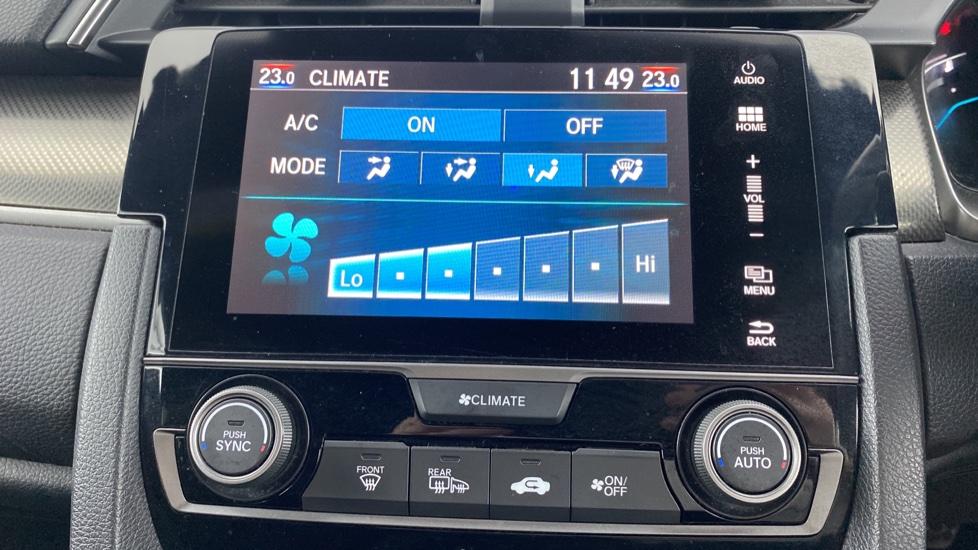 23.0 CLIMATE 11 49 23.0
A/C ON OFF
MODE
Lo Hi
AUDIO
HOME
+
VOL
-
MENU
BACK
CLIMATE
PUSH
SYNC
FRONT
REAR
ON/
OFF
PUSH
AUTO